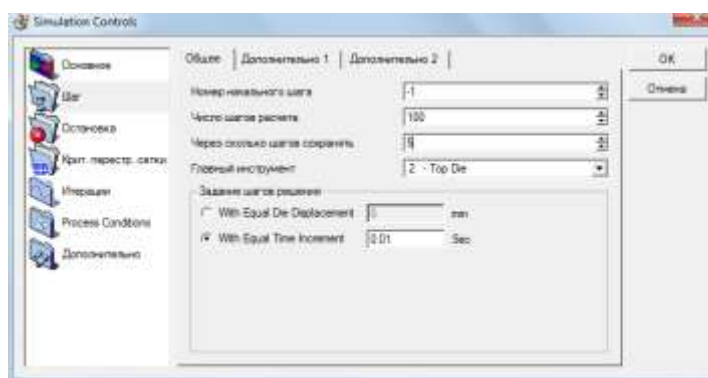 Simulation Controls
Основное
Шаг
Остановка
Крит. перестр. сетки
Итерации
Process Conditions
Дополнительно
Общее
Дополнительно 1
Дополнительно 2
Номер начального шага
-1
Число шагов расчета
100
Через сколько шагов сохранять
5
Главный инструмент
2 - Top Die
Задание шагов решения
With Equal Die Displacement
mm
With Equal Time Increment
0.01
Sec
OK
Отмена